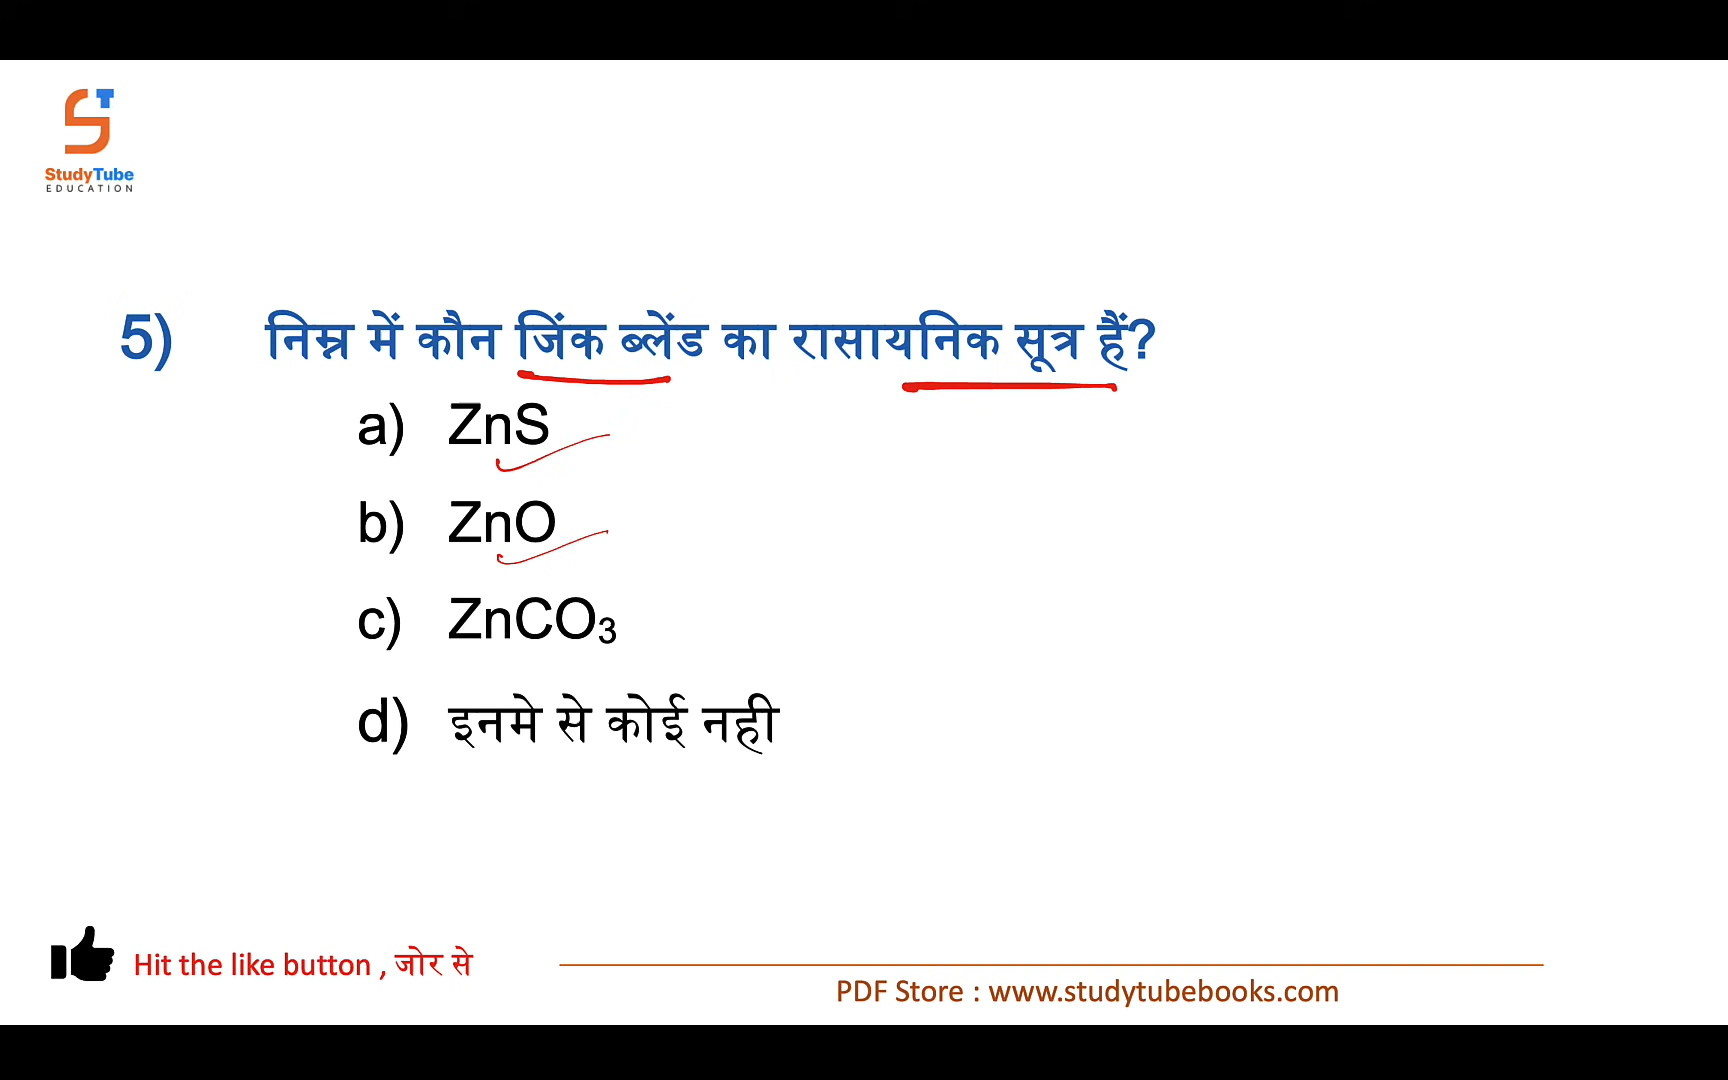 StudyTube
EDUCATION
5) निम्न में कौन जिंक ब्लेंड का रासायनिक सूत्र हैं?
a) ZnS
b) ZnO
c) ZnCO₃
d) इनमे से कोई नही
Hit the like button , जोर से
PDF Store : www.studytubebooks.com